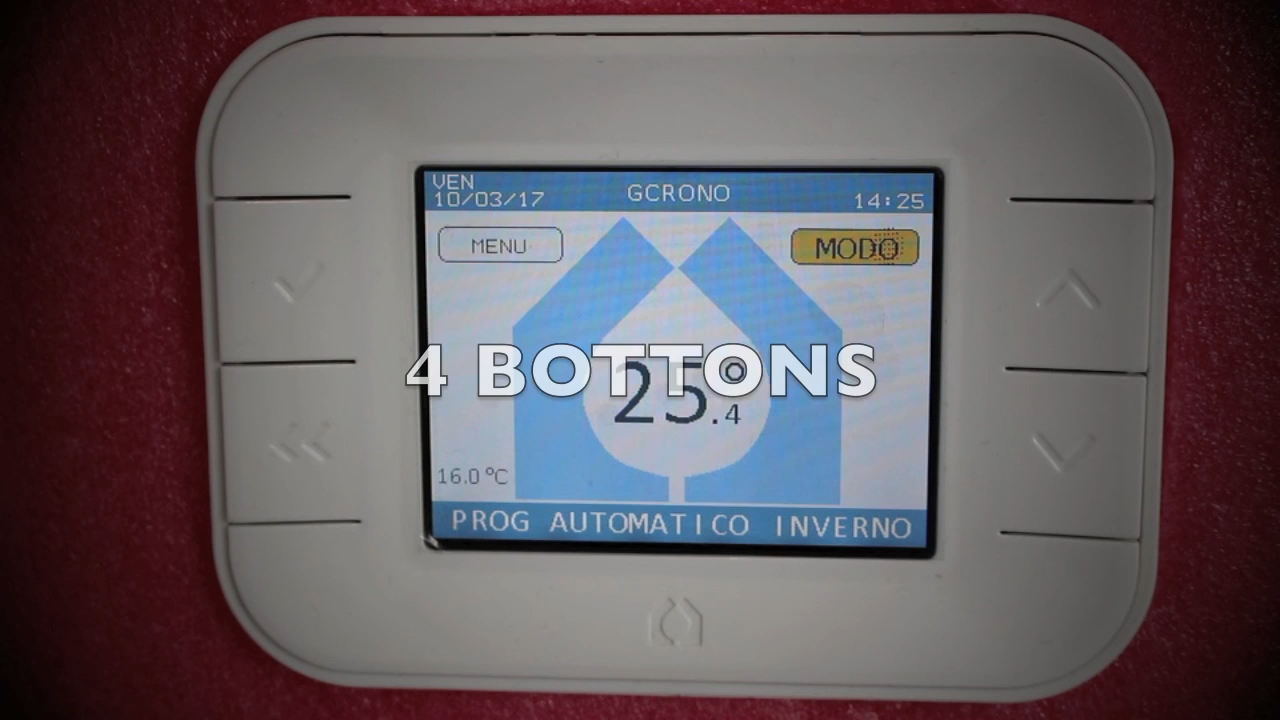 VEN
10/03/17
GCRONO
14:25
MENU
MODO
4 BOTTONS
25.4°
16.0 °C
PROG AUTOMATICO INVERNO